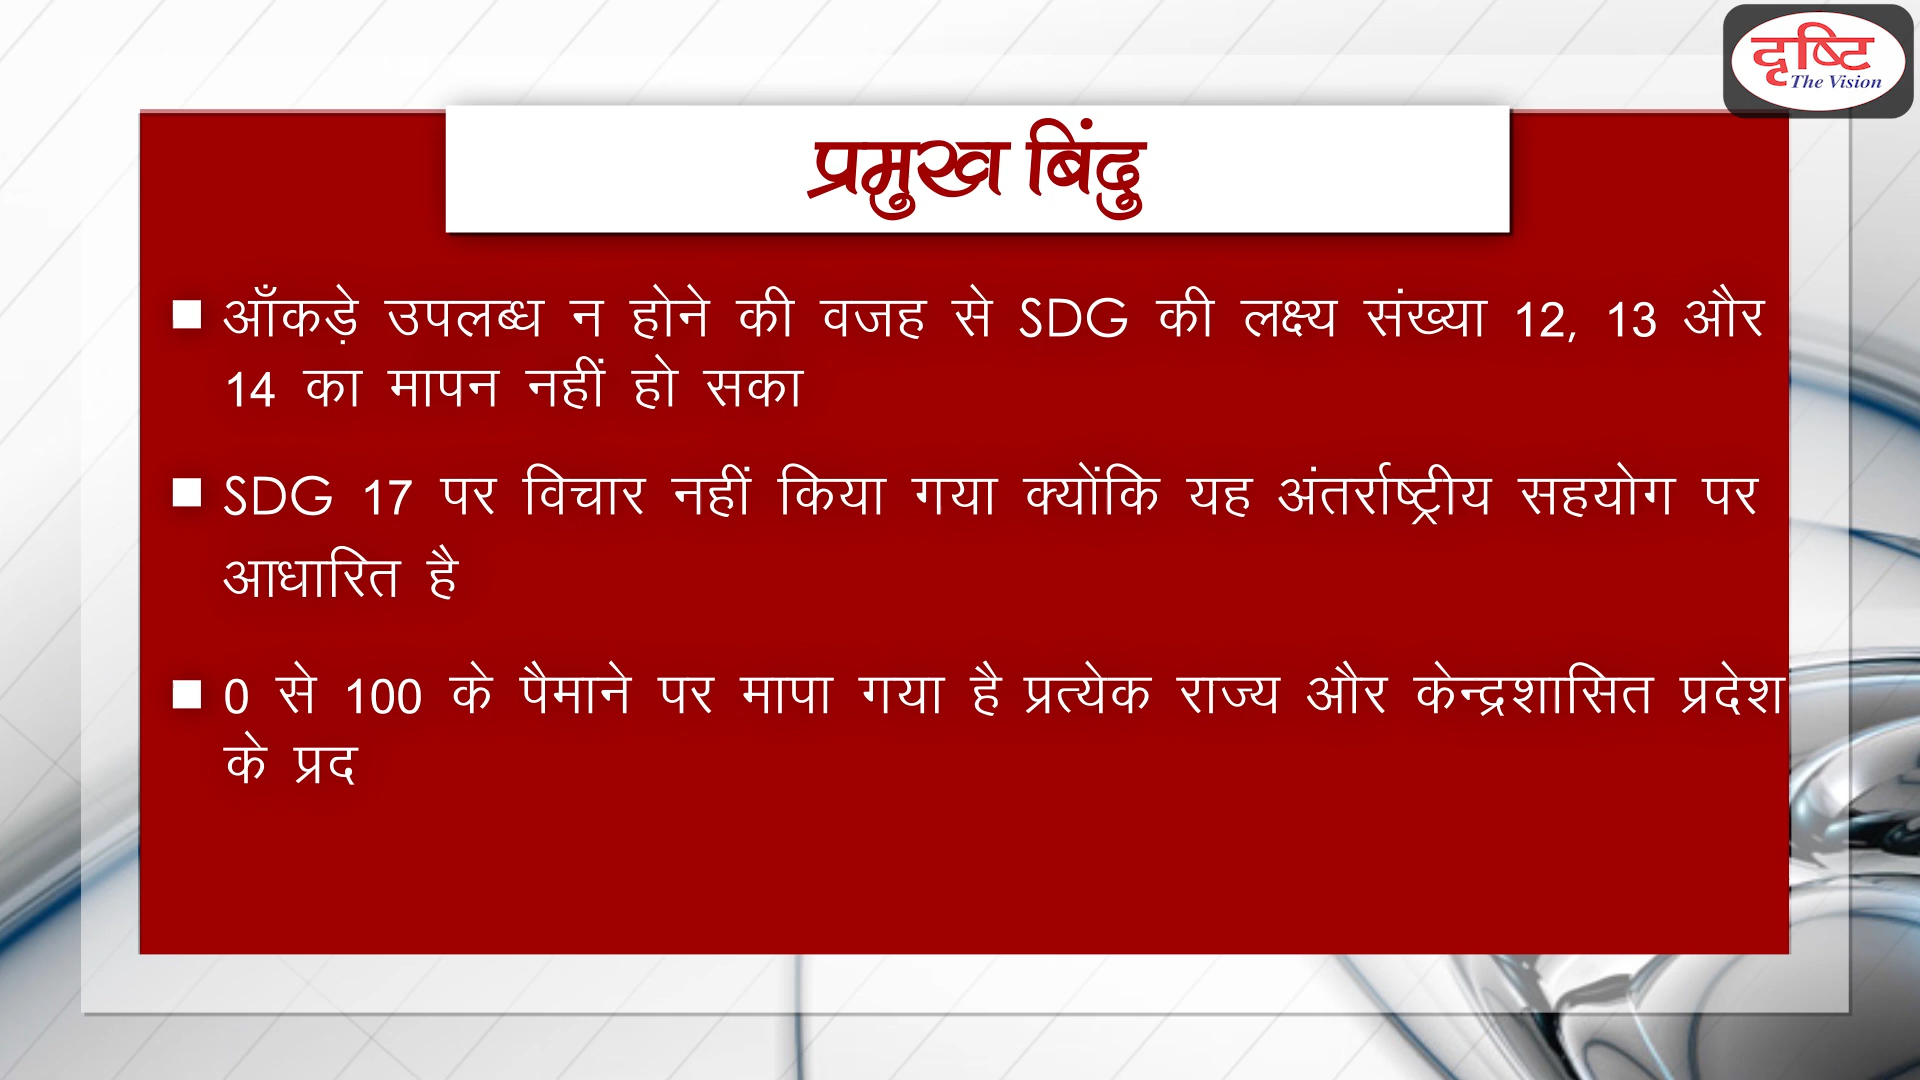 दृष्टि
The Vision
प्रमुख बिंदु
आँकड़े उपलब्ध न होने की वजह से SDG की लक्ष्य संख्या 12, 13 और
14 का मापन नहीं हो सका
SDG 17 पर विचार नहीं किया गया क्योंकि यह अंतर्राष्ट्रीय सहयोग पर
आधारित है
0 से 100 के पैमाने पर मापा गया है प्रत्येक राज्य और केन्द्रशासित प्रदेश
के प्रद